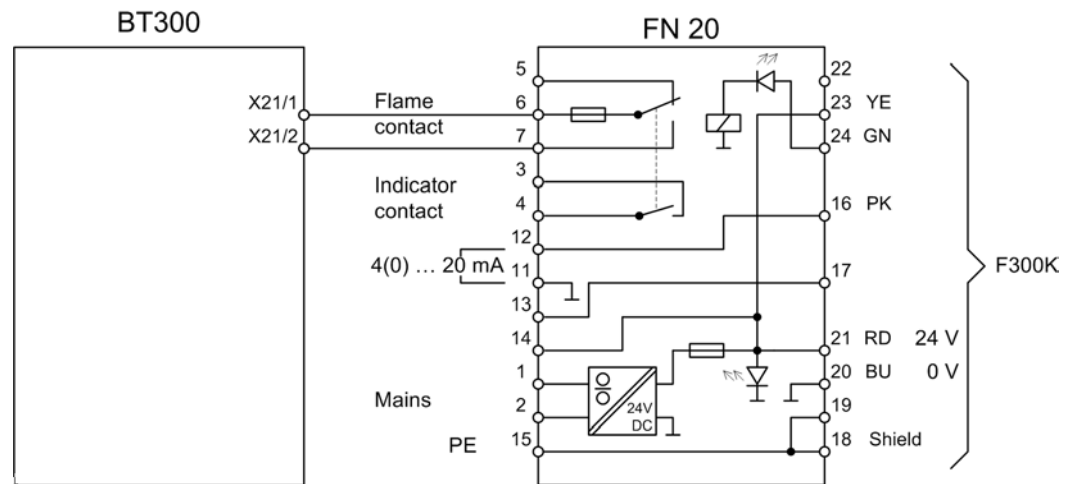 BT300
FN 20
5
22
X21/1
Flame
contact
6
23 YE
X21/2
7
24 GN
3
Indicator
contact
4
16 PK
12
4(0) ... 20 mA
11
17
F300K
13
14
21 RD 24 V
1
20 BU 0 V
Mains
24V
DC
2
19
PE
15
18 Shield